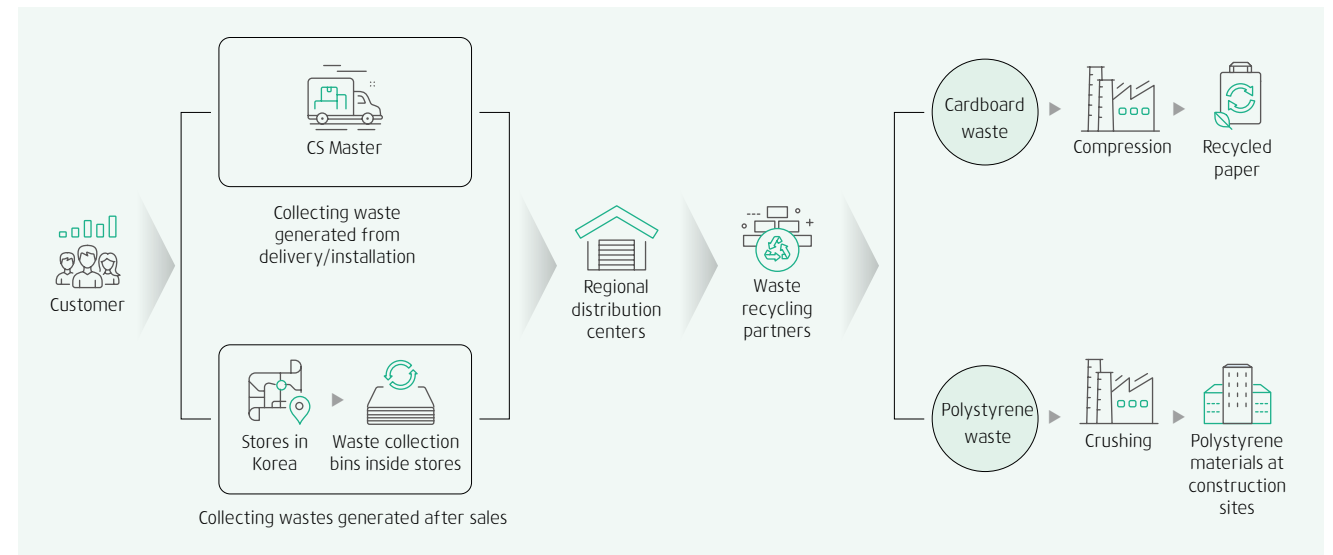 Customer
CS Master
Collecting waste
generated from
delivery/installation
Stores in
Korea
Waste collection
bins inside stores
Collecting wastes generated after sales
Regional
distribution
centers
Waste
recycling
partners
Cardboard
waste
Compression
Recycled
paper
Polystyrene
waste
Crushing
Polystyrene
materials at
construction
sites